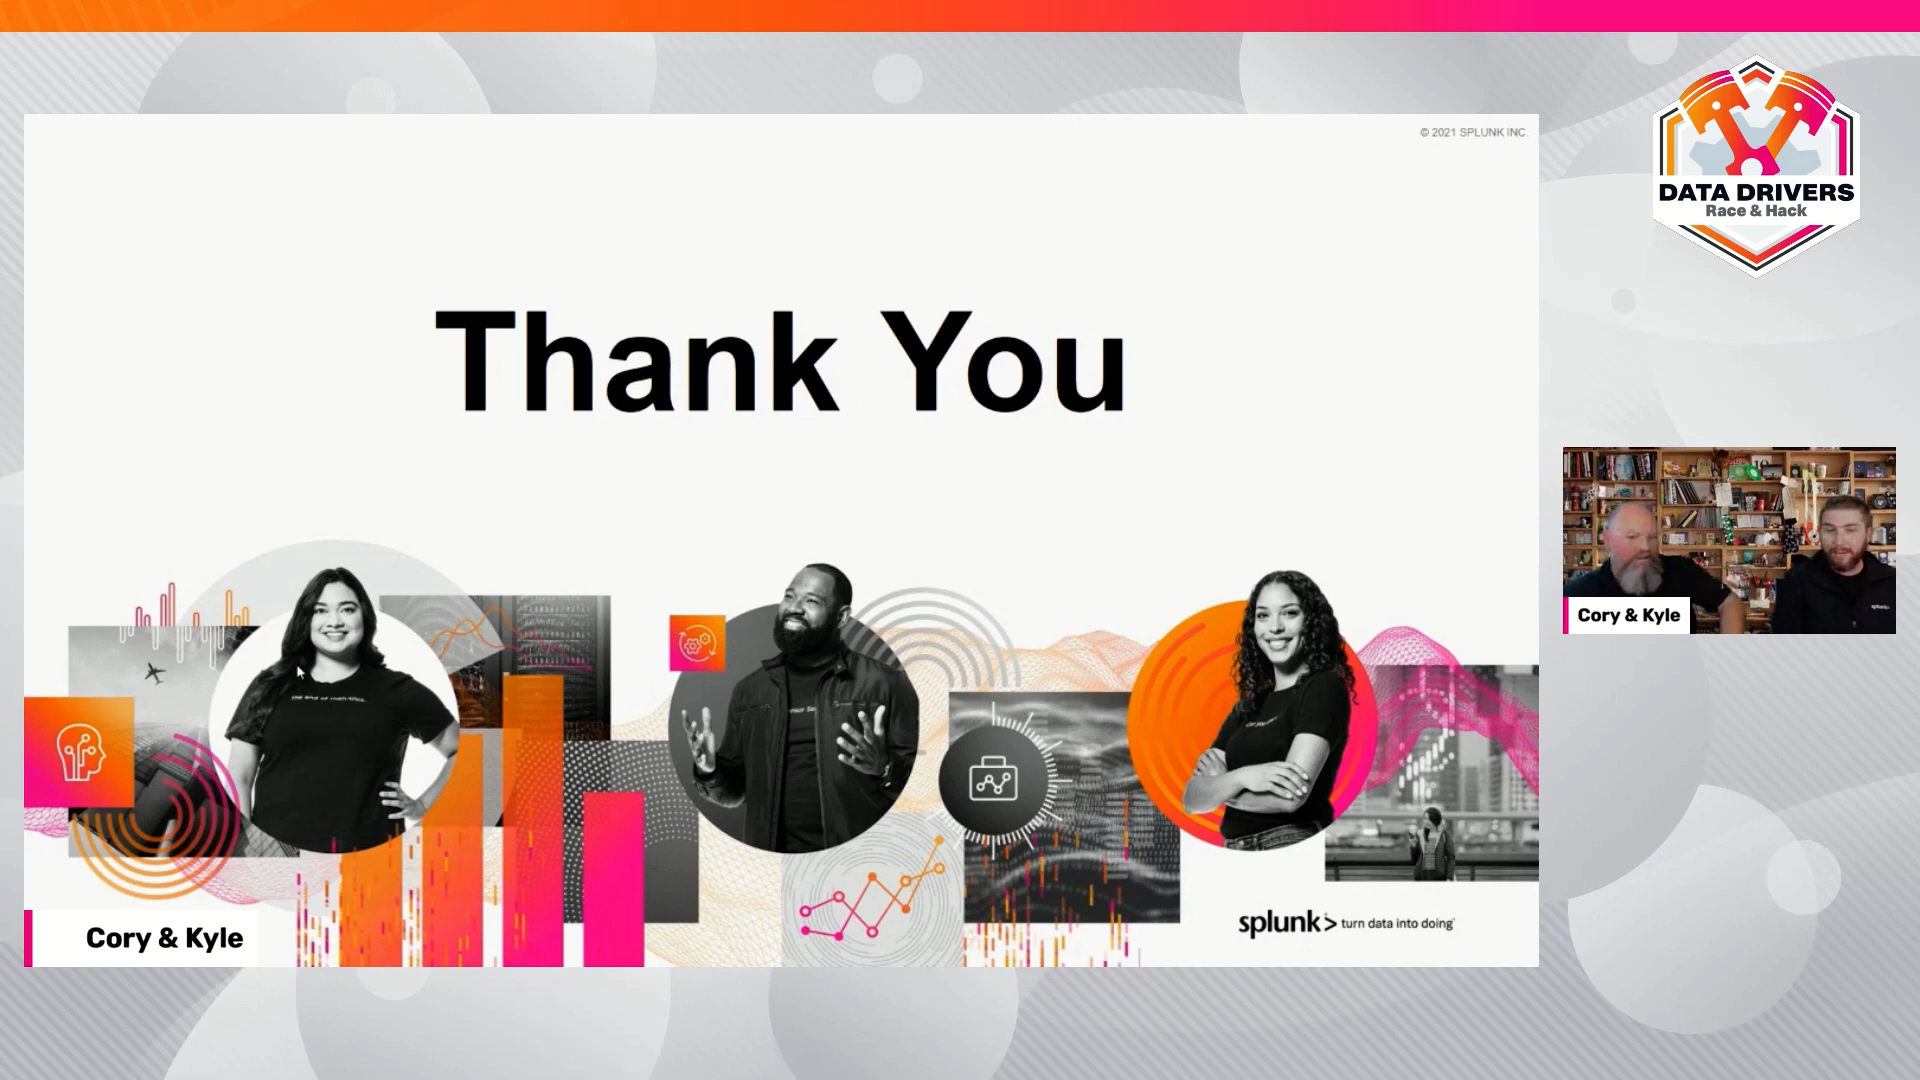 © 2021 SPLUNK INC.
DATA DRIVERS
Race & Hack
Thank You
Cory & Kyle
splunk> turn data into doing
Cory & Kyle